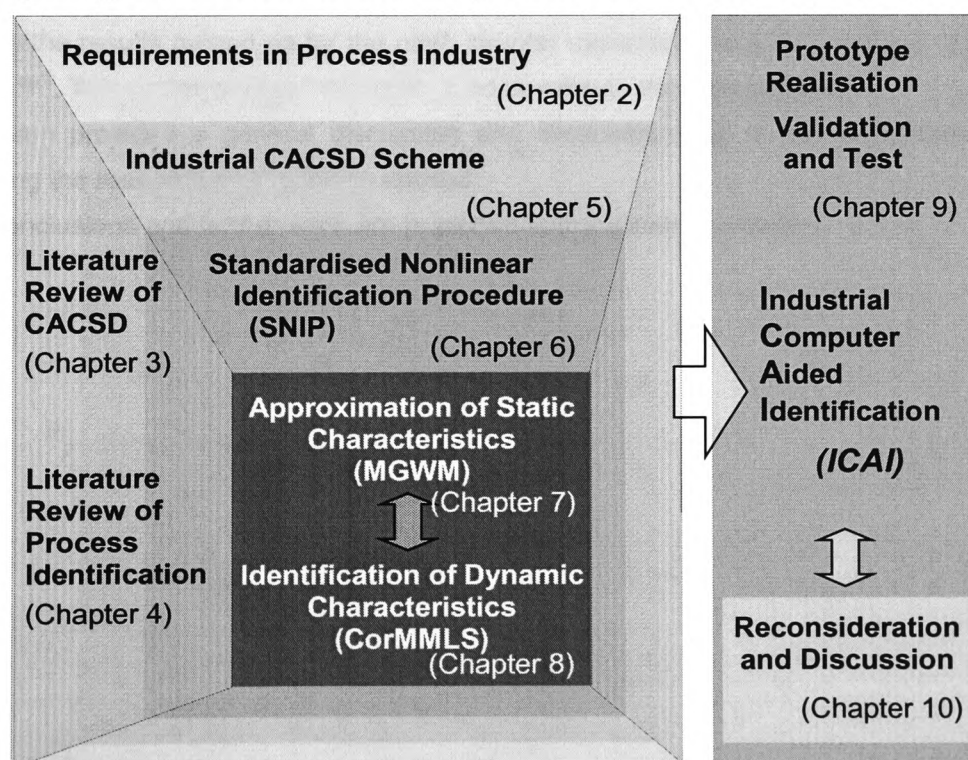 Requirements in Process Industry
(Chapter 2)
Industrial CACSD Scheme
(Chapter 5)
Literature
Review of
CACSD
(Chapter 3)
Standardised Nonlinear
Identification Procedure
(SNIP)
(Chapter 6)
Approximation of Static
Characteristics
(MGWM)
(Chapter 7)
Literature
Review of
Process
Identification
(Chapter 4)
Identification of Dynamic
Characteristics
(CorMMLS)
(Chapter 8)
Prototype
Realisation
Validation
and Test
(Chapter 9)
Industrial
Computer
Aided
Identification
(ICAI)
Reconsideration
and Discussion
(Chapter 10)